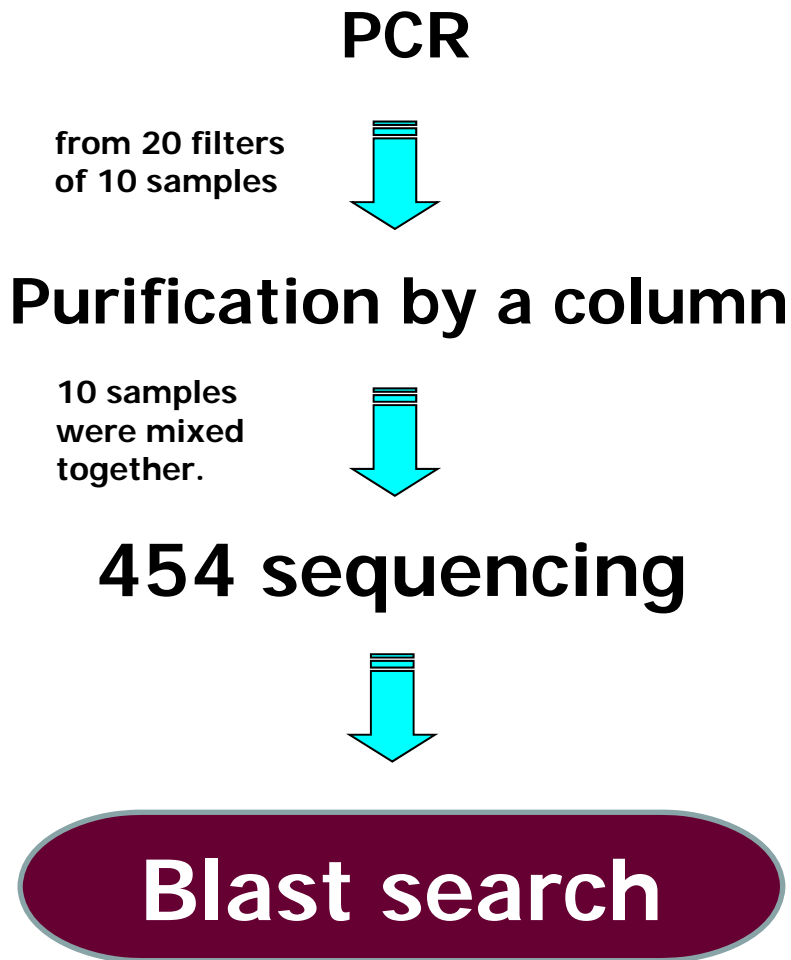 PCR
from 20 filters
of 10 samples
Purification by a column
10 samples
were mixed
together.
454 sequencing
Blast search